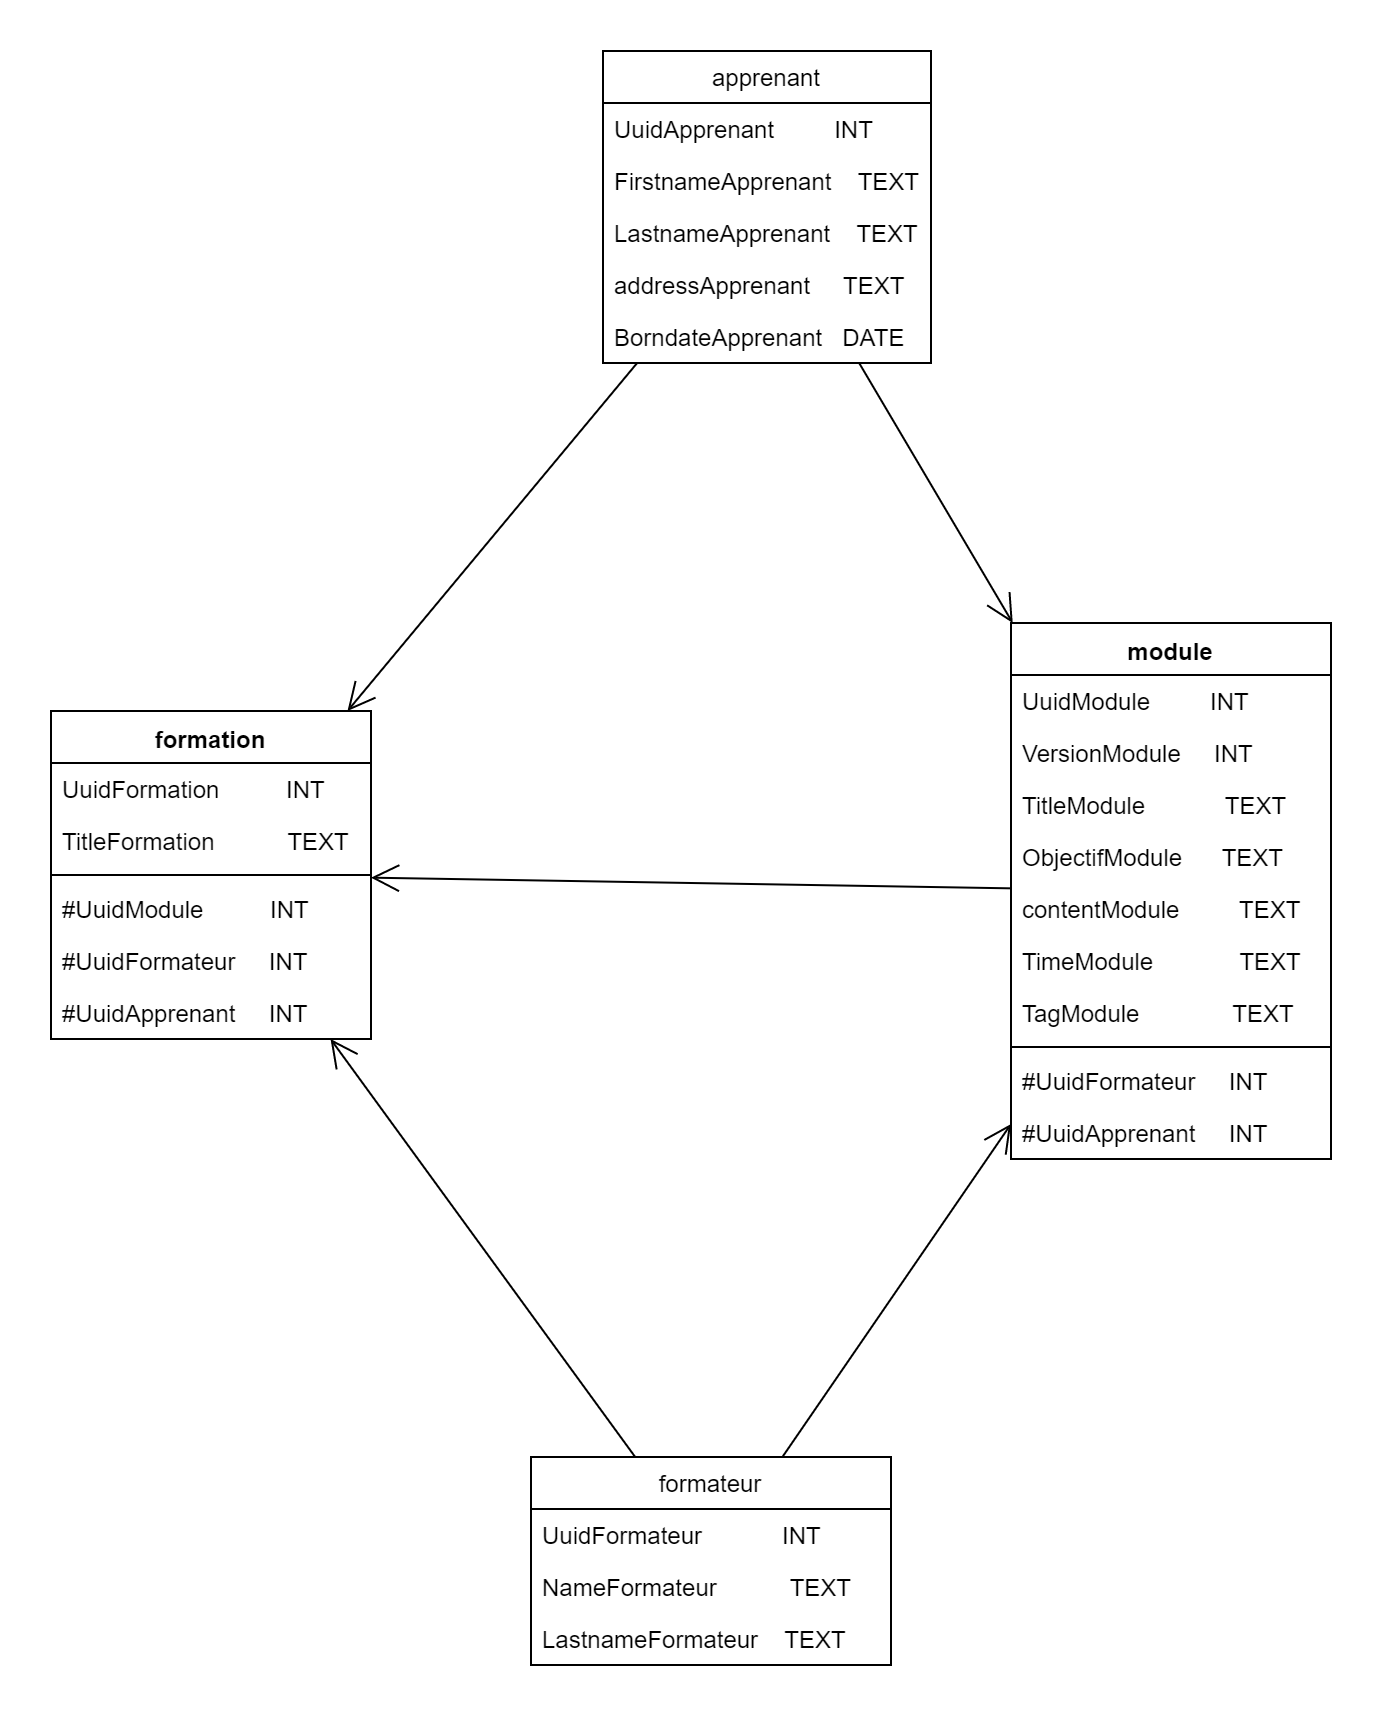 apprenant
UuidApprenant INT
FirstnameApprenant TEXT
LastnameApprenant TEXT
addressApprenant TEXT
BorndateApprenant DATE
formation
UuidFormation INT
TitleFormation TEXT
#UuidModule INT
#UuidFormateur INT
#UuidApprenant INT
module
UuidModule INT
VersionModule INT
TitleModule TEXT
ObjectifModule TEXT
contentModule TEXT
TimeModule TEXT
TagModule TEXT
#UuidFormateur INT
#UuidApprenant INT
formateur
UuidFormateur INT
NameFormateur TEXT
LastnameFormateur TEXT